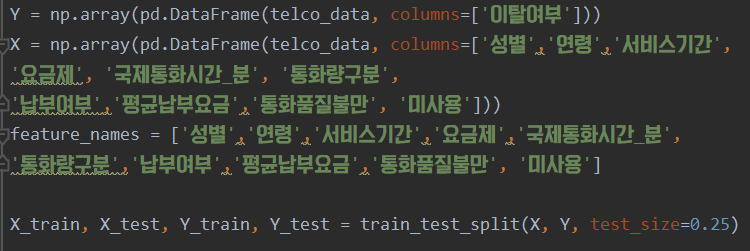 Y = np.array(pd.DataFrame(telco_data, columns=['이탈여부']))
X = np.array(pd.DataFrame(telco_data, columns=['성별','연령','서비스기간',
'요금제', '국제통화시간_분', '통화량구분',
'납부여부','평균납부요금','통화품질불만', '미사용']))
feature_names = ['성별','연령','서비스기간','요금제','국제통화시간_분',
'통화량구분','납부여부','평균납부요금','통화품질불만', '미사용']
X_train, X_test, Y_train, Y_test = train_test_split(X, Y, test_size=0.25)